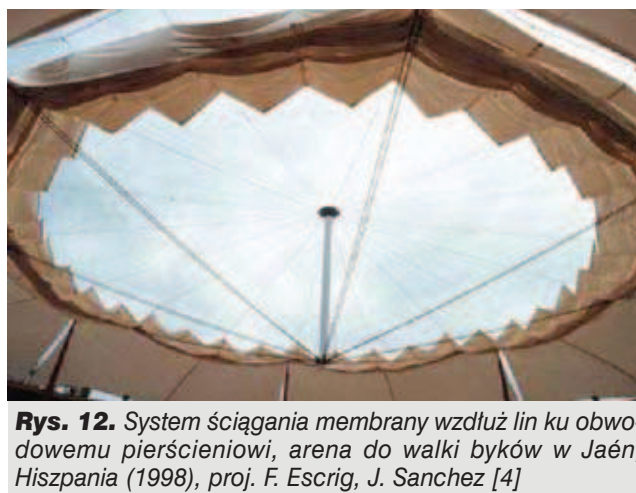 Rys. 12. System ściągania membrany wzdłuż lin ku obwo-
dowemu pierścieniowi, arena do walki byków w Jaén,
Hiszpania (1998), proj. F. Escrig, J. Sanchez [4]